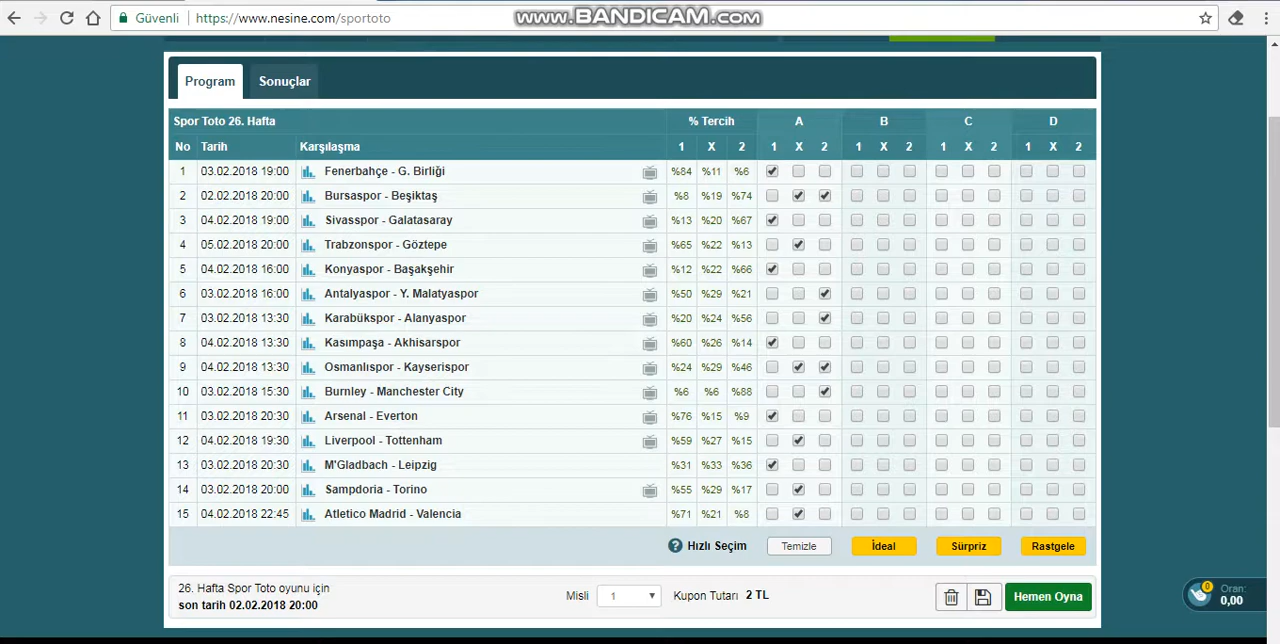 Güvenli
https://www.nesine.com/sportoto
www.BANDICAM.com
Program Sonuçlar
Spor Toto 26. Hafta % Tercih A B C D
No Tarih Karşılaşma 1 X 2 1 X 2 1 X 2 1 X 2 1 X 2
1 03.02.2018 19:00 Fenerbahçe - G. Birliği %84 %11 %6
2 02.02.2018 20:00 Bursaspor - Beşiktaş %8 %19 %74
3 04.02.2018 19:00 Sivasspor - Galatasaray %13 %20 %67
4 05.02.2018 20:00 Trabzonspor - Göztepe %65 %22 %13
5 04.02.2018 16:00 Konyaspor - Başakşehir %12 %22 %66
6 03.02.2018 16:00 Antalyaspor - Y. Malatyaspor %50 %29 %21
7 03.02.2018 13:30 Karabükspor - Alanyaspor %20 %24 %56
8 04.02.2018 13:30 Kasımpaşa - Akhisarspor %60 %26 %14
9 04.02.2018 13:30 Osmanlıspor - Kayserispor %24 %29 %46
10 03.02.2018 15:30 Burnley - Manchester City %6 %6 %88
11 03.02.2018 20:30 Arsenal - Everton %76 %15 %9
12 04.02.2018 19:30 Liverpool - Tottenham %59 %27 %15
13 03.02.2018 20:30 M'Gladbach - Leipzig %31 %33 %36
14 03.02.2018 20:00 Sampdoria - Torino %55 %29 %17
15 04.02.2018 22:45 Atletico Madrid - Valencia %71 %21 %8
? Hızlı Seçim Temizle İdeal Sürpriz Rastgele
26. Hafta Spor Toto oyunu için
son tarih 02.02.2018 20:00
Misli 1 Kupon Tutarı 2 TL Hemen Oyna
0 Oran:
0,00